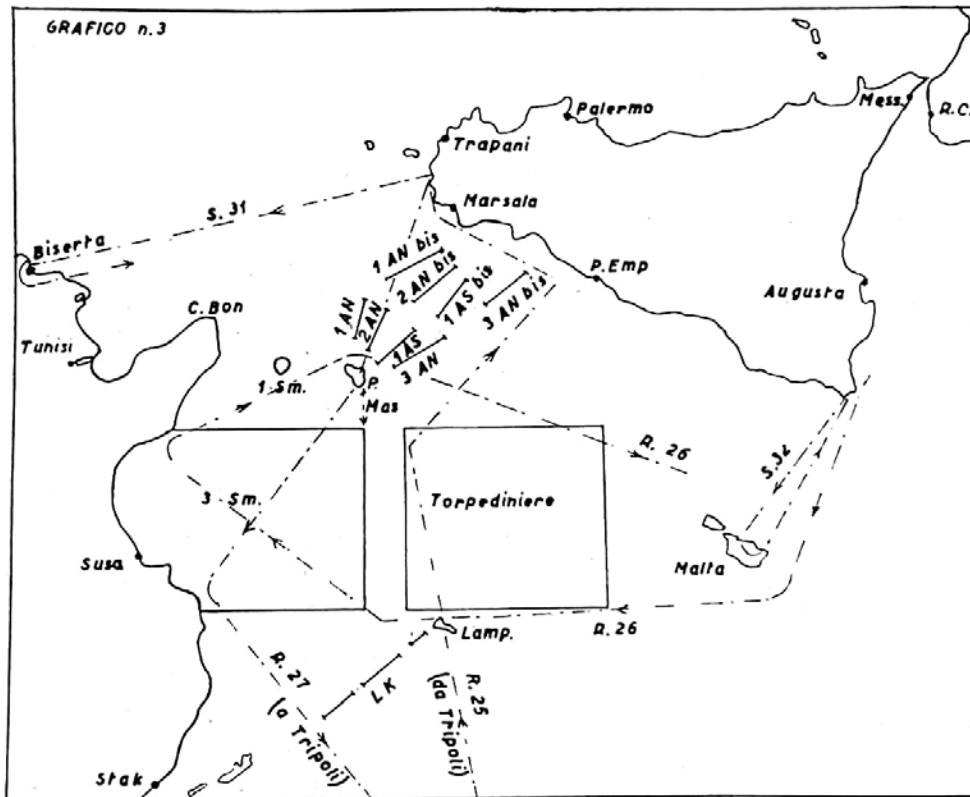 GRAFICO n.3
Mess.
R.C.
Palermo
Trapani
Marsala
S. 31
Biserta
1 AN bis
2 AN bis
1 AS bis
3 AN bis
P. Emp
Augusta
C. Bon
1 AN
2 AN
1 AS
3 AN
Tunisi
1 Sm.
P.
Mas
R. 26
S. 32
3 Sm.
Torpediniere
Malta
Susa
R. 26
Lamp.
R. 27
(a Tripoli)
LK
R. 25
(da Tripoli)
Stak